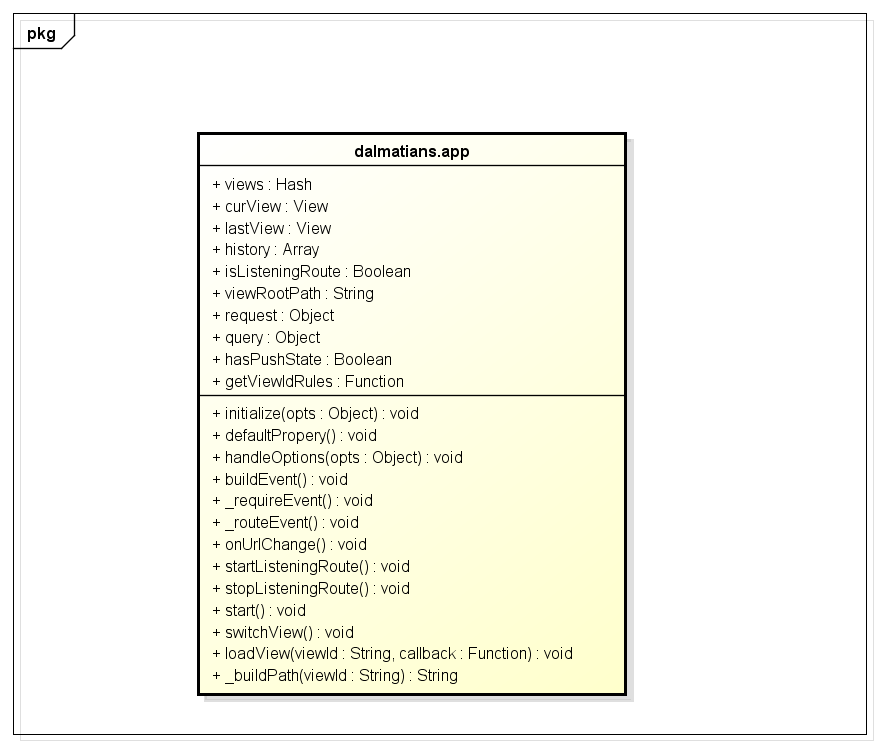 pkg
dalmatians.app
+ views : Hash
+ curView : View
+ lastView : View
+ history : Array
+ isListeningRoute : Boolean
+ viewRootPath : String
+ request : Object
+ query : Object
+ hasPushState : Boolean
+ getViewIdRules : Function
+ initialize(opts : Object) : void
+ defaultPropery() : void
+ handleOptions(opts : Object) : void
+ buildEvent() : void
+ _requireEvent() : void
+ _routeEvent() : void
+ onUrlChange() : void
+ startListeningRoute() : void
+ stopListeningRoute() : void
+ start() : void
+ switchView() : void
+ loadView(viewId : String, callback : Function) : void
+ _buildPath(viewId : String) : String